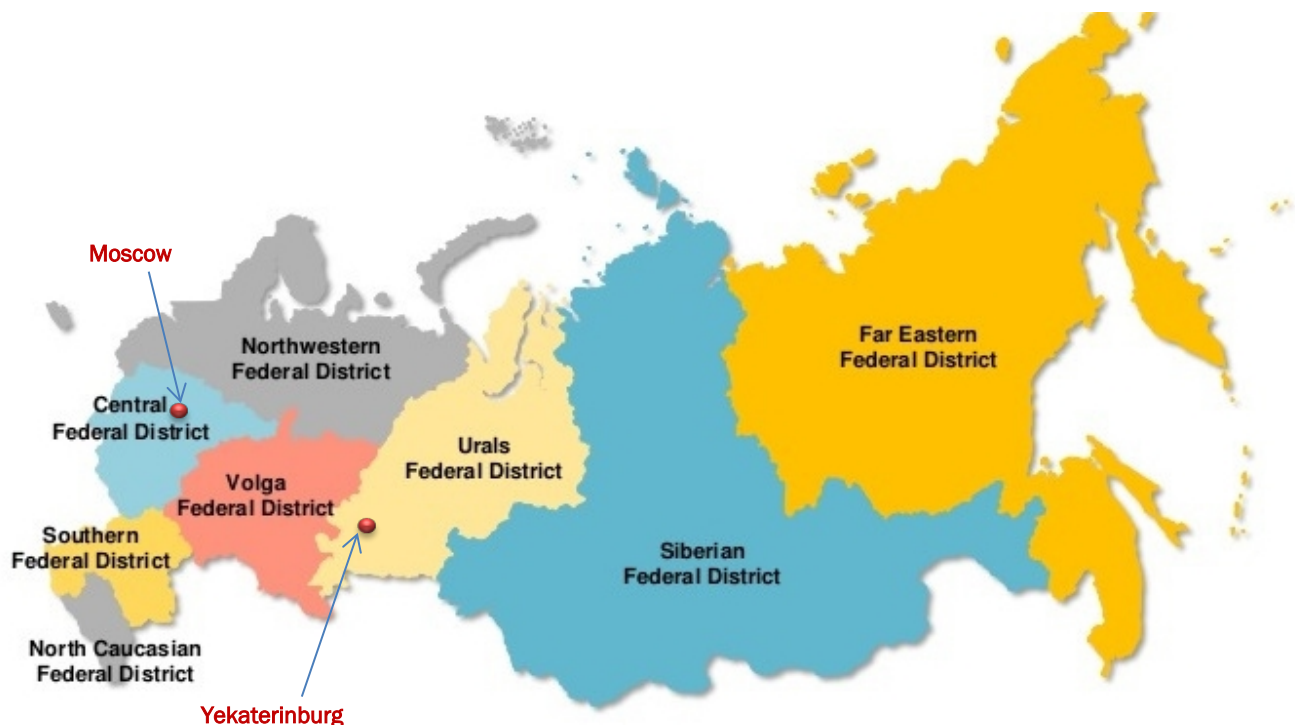 Moscow
Northwestern
Federal District
Far Eastern
Federal District
Central
Federal District
Urals
Federal District
Volga
Federal District
Southern
Federal District
Siberian
Federal District
North Caucasian
Federal District
Yekaterinburg